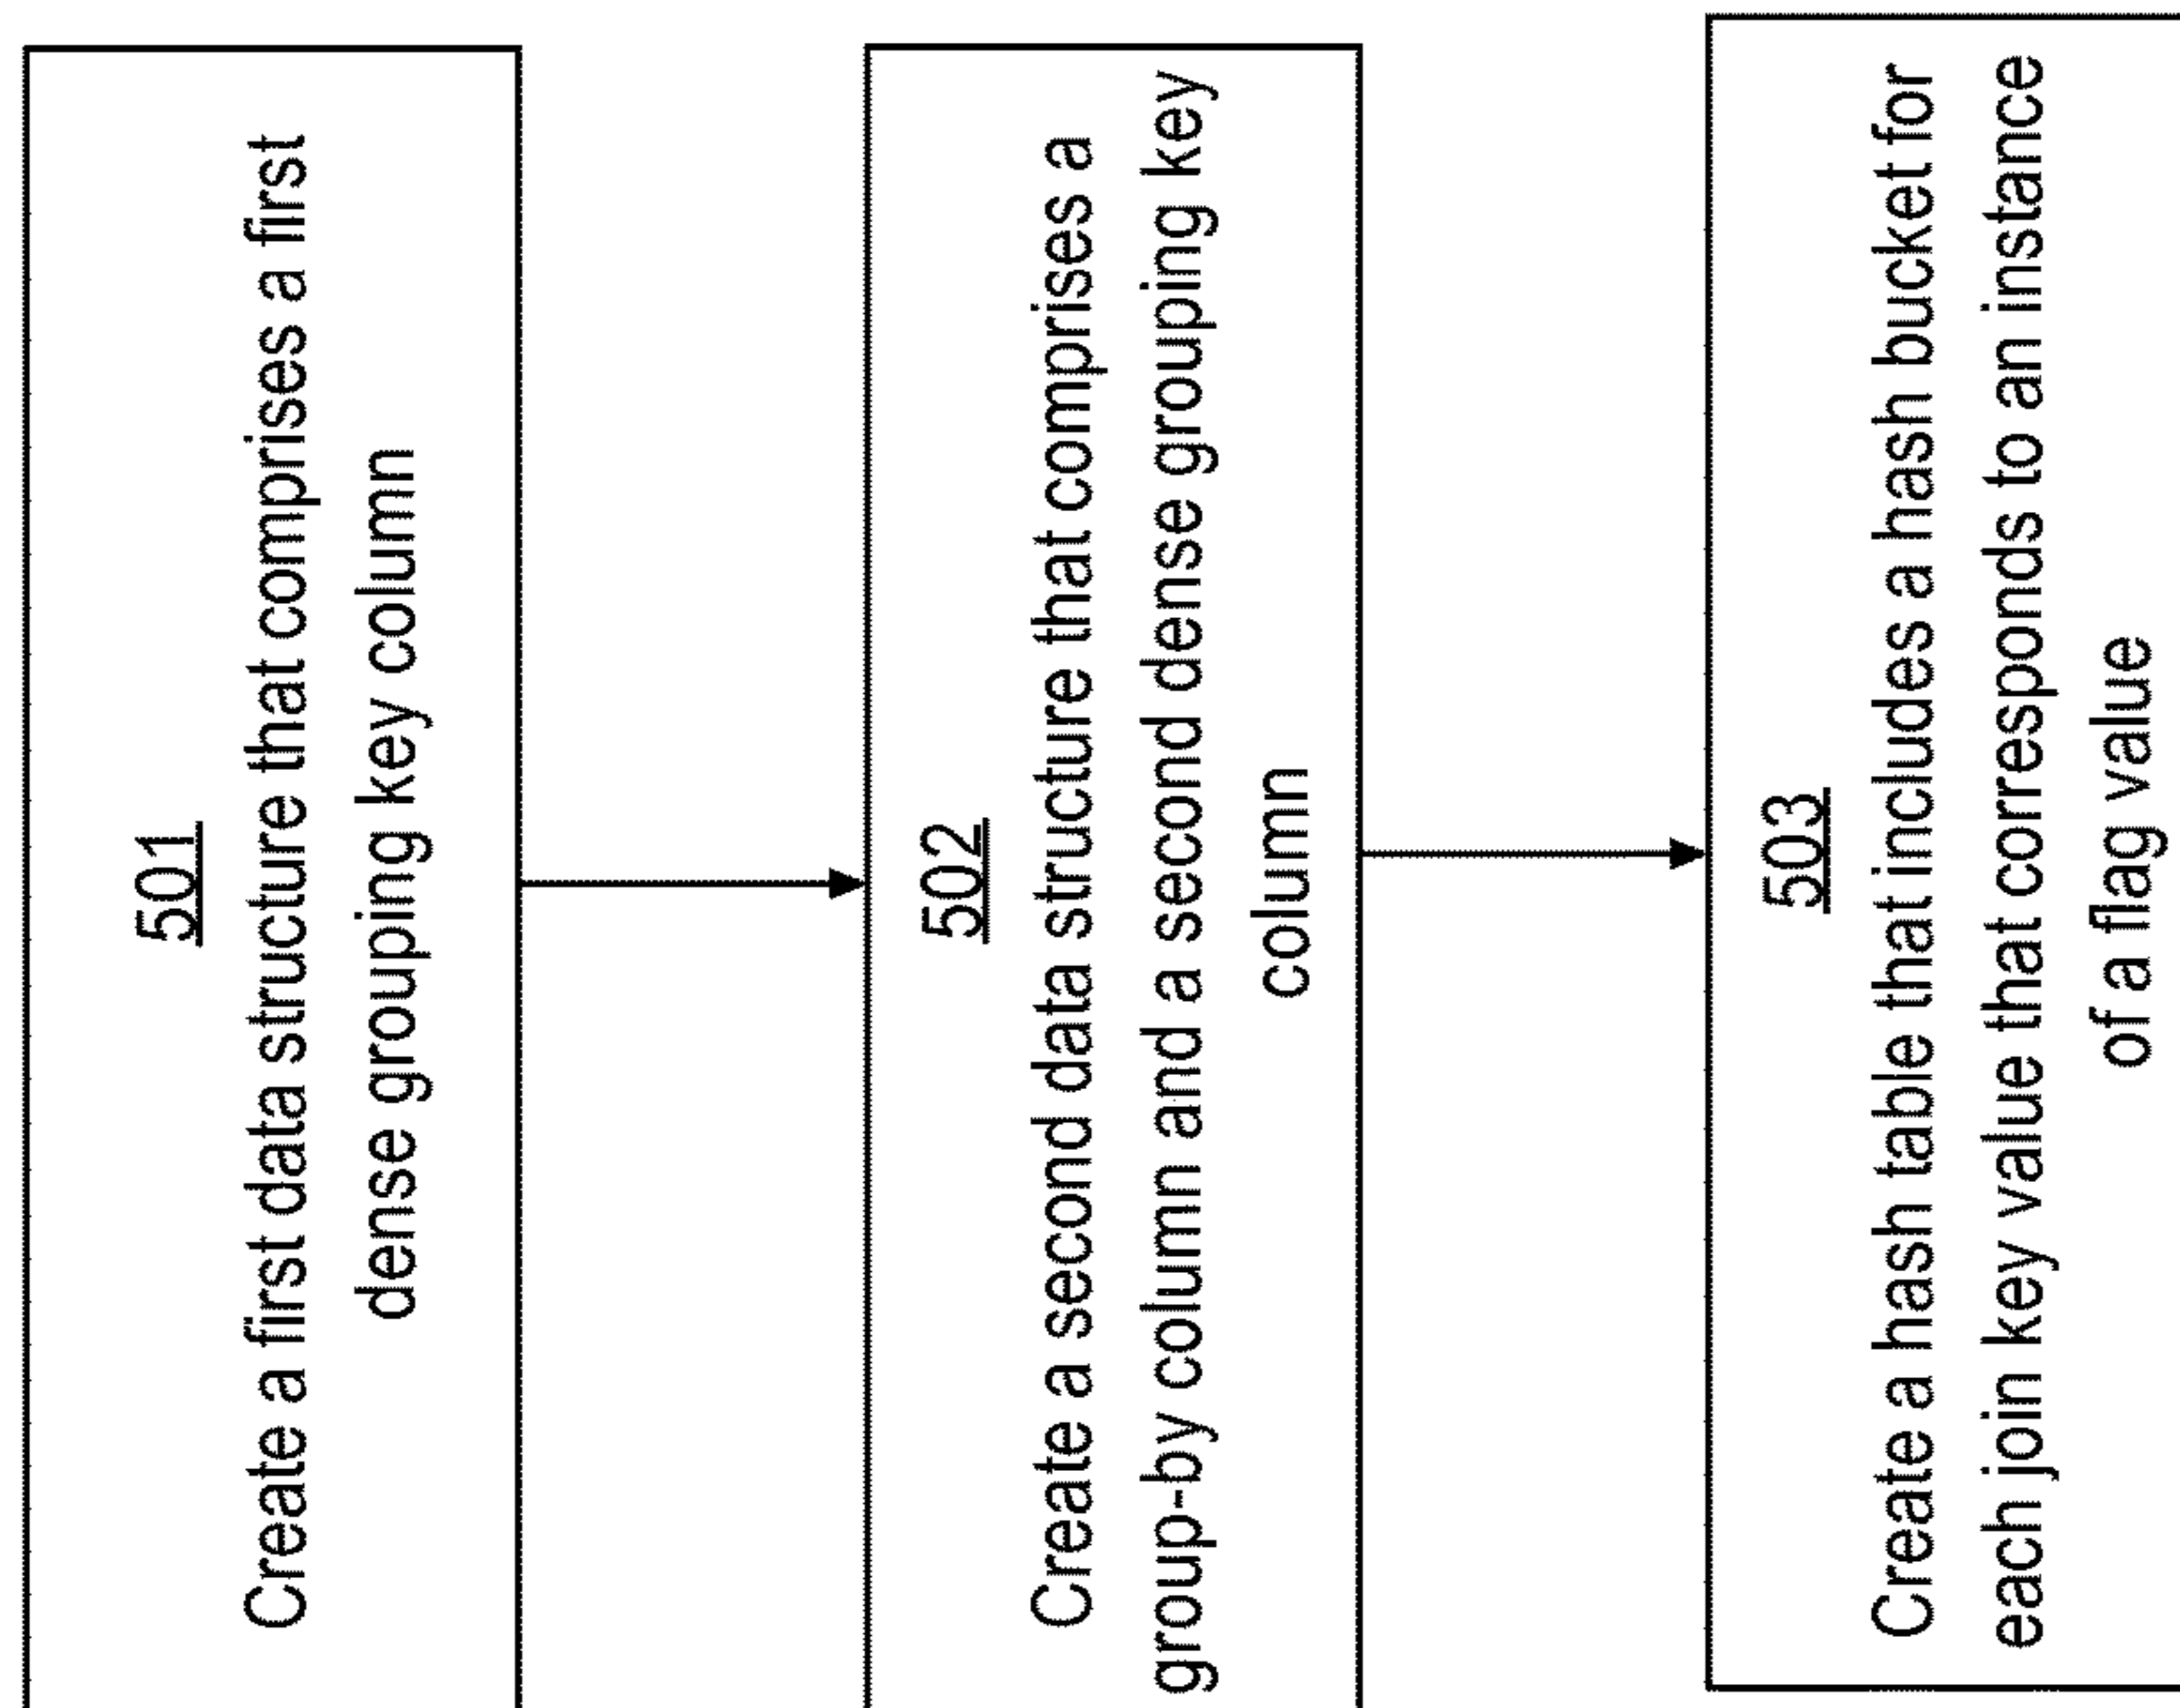 501
Create a first data structure that comprises a first
dense grouping key column
502
Create a second data structure that comprises a
group-by column and a second dense grouping key
column
503
Create a hash table that includes a hash bucket for
each join key value that corresponds to an instance
of a flag value